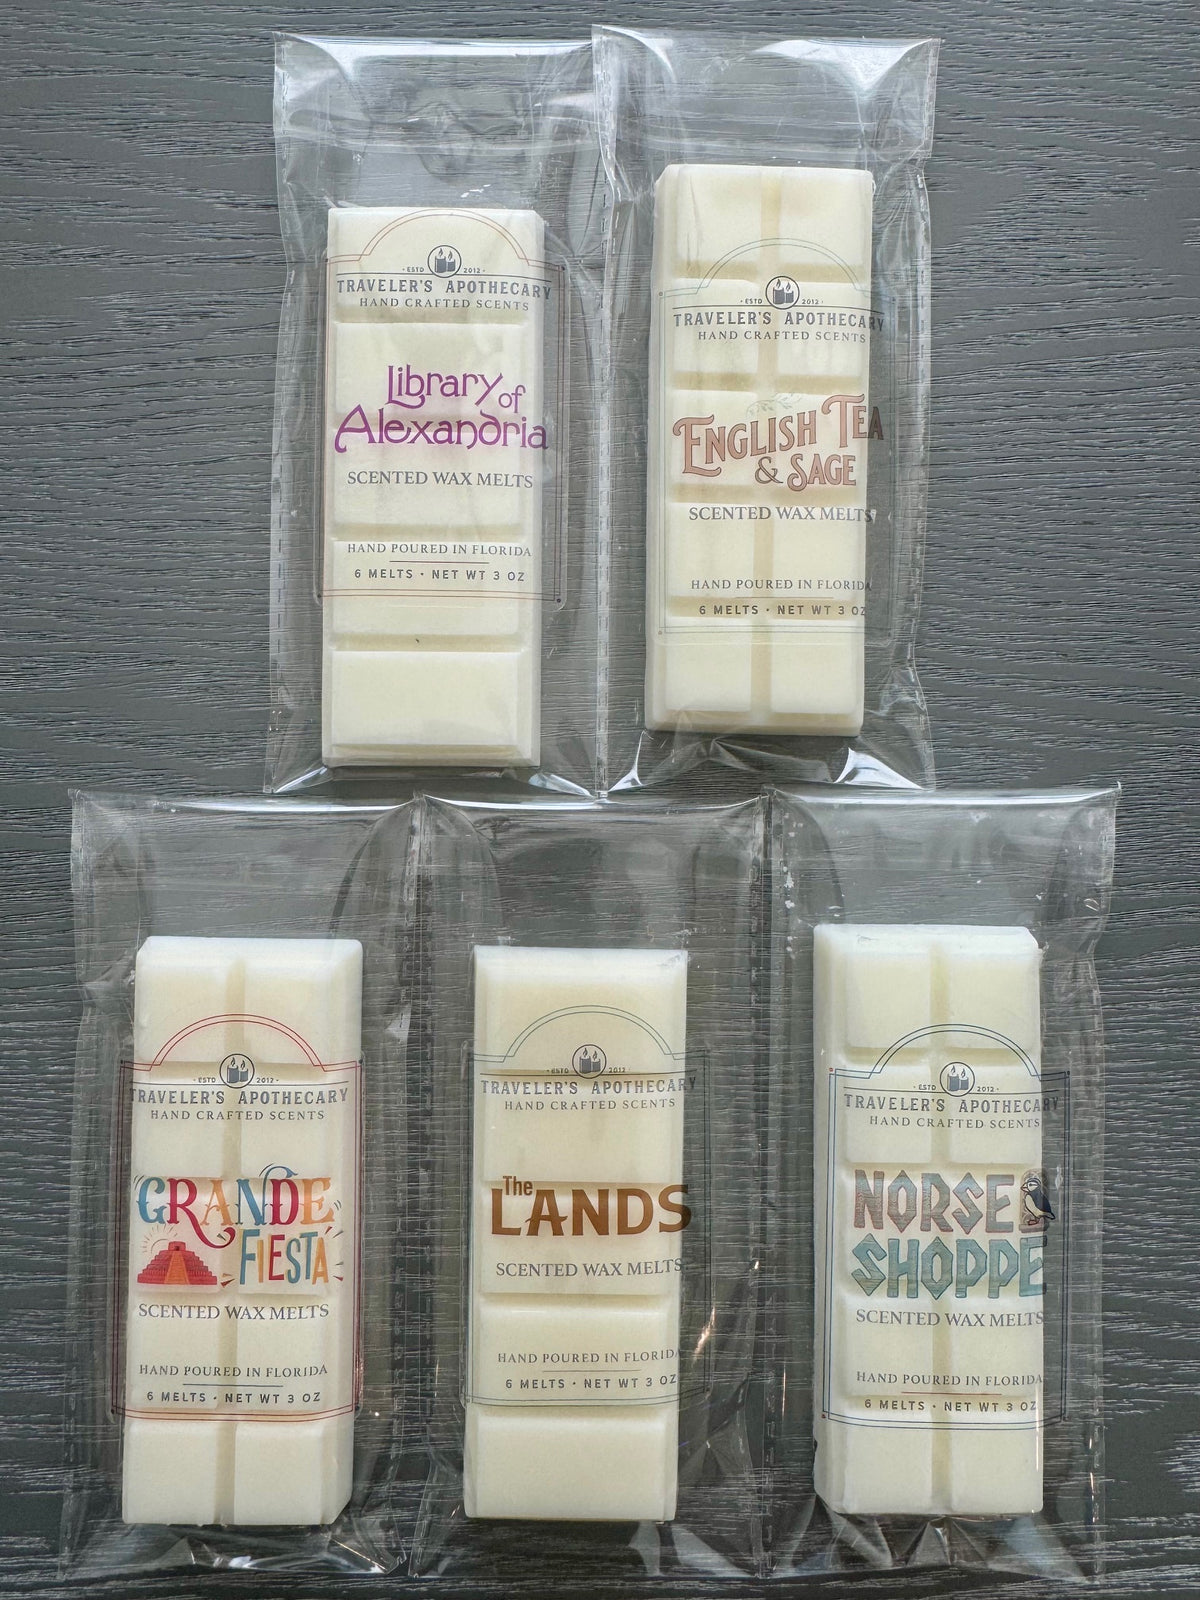 ESTD 2012
TRAVELER'S APOTHECARY
HAND CRAFTED SCENTS
Library of
Alexandria
SCENTED WAX MELTS
HAND POURED IN FLORIDA
6 MELTS • NET WT 3 OZ
ESTD 2012
TRAVELER'S APOTHECARY
HAND CRAFTED SCENTS
ENGLISH TEA
& SAGE
SCENTED WAX MELTS
HAND POURED IN FLORIDA
6 MELTS • NET WT 3 OZ
ESTD 2012
TRAVELER'S APOTHECARY
HAND CRAFTED SCENTS
GRANDE
FIESTA
SCENTED WAX MELTS
HAND POURED IN FLORIDA
6 MELTS • NET WT 3 OZ
ESTD 2012
TRAVELER'S APOTHECARY
HAND CRAFTED SCENTS
The
LANDS
SCENTED WAX MELTS
HAND POURED IN FLORIDA
6 MELTS • NET WT 3 OZ
ESTD 2012
TRAVELER'S APOTHECARY
HAND CRAFTED SCENTS
NORSE
SHOPPE
SCENTED WAX MELTS
HAND POURED IN FLORIDA
6 MELTS • NET WT 3 OZ